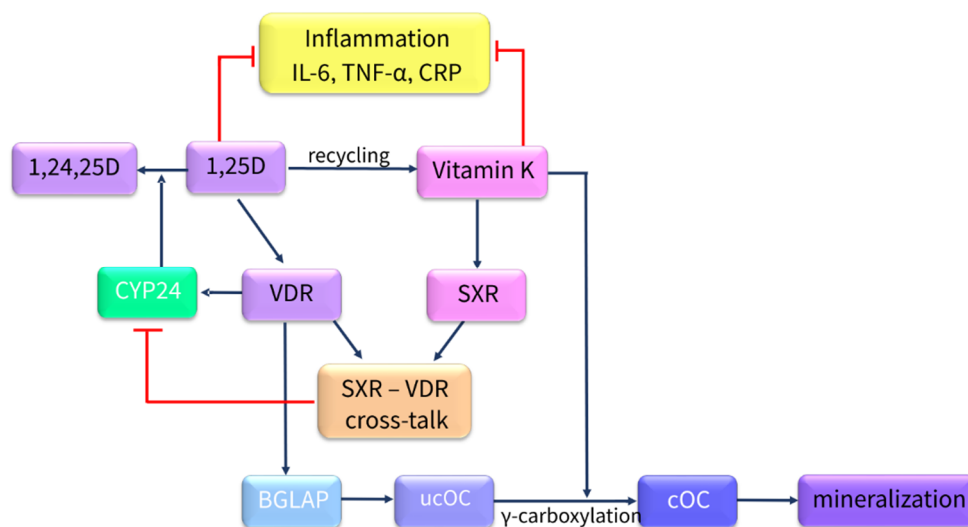 Inflammation
IL-6, TNF-α, CRP
1,24,25D
1,25D
recycling
Vitamin K
CYP24
VDR
SXR
SXR – VDR
cross-talk
BGLAP
ucOC
γ-carboxylation
cOC
mineralization